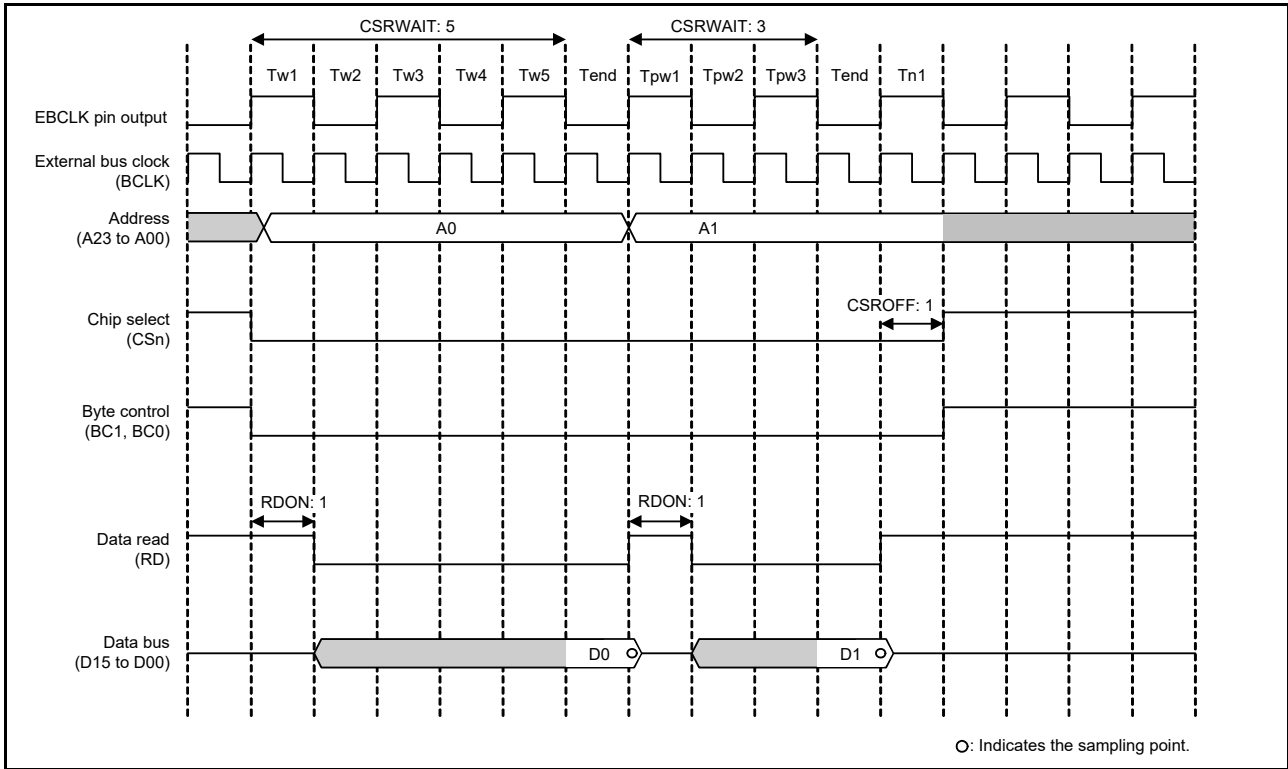 CSRWAIT: 5 CSRWAIT: 3
Tw1 Tw2 Tw3 Tw4 Tw5 Tend Tpw1 Tpw2 Tpw3 Tend Tn1
EBCLK pin output
External bus clock
(BCLK)
Address
(A23 to A00)
A0 A1
CSROFF: 1
Chip select
(CSn)
Byte control
(BC1, BC0)
RDON: 1 RDON: 1
Data read
(RD)
Data bus
(D15 to D00)
D0 D1
O: Indicates the sampling point.